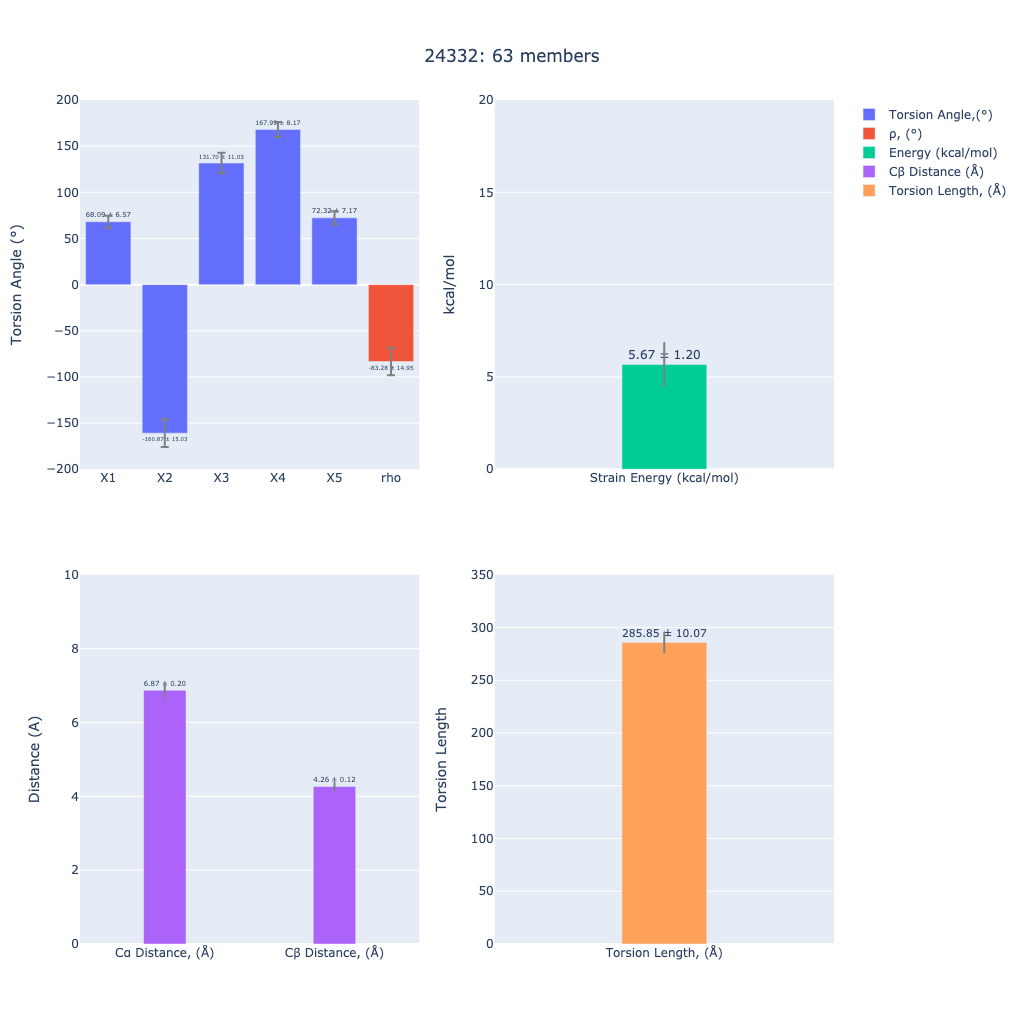 24332: 63 members
Torsion Angle (°)
200
150
100
50
0
−50
−100
−150
−200
68.09 ± 6.57
-160.87 ± 15.03
131.70 ± 11.03
167.99 ± 8.17
72.32 ± 7.17
-83.28 ± 14.95
X1 X2 X3 X4 X5 rho
kcal/mol
20
15
10
5
0
5.67 ± 1.20
Strain Energy (kcal/mol)
Torsion Angle,(°)
ρ, (°)
Energy (kcal/mol)
Cβ Distance (Å)
Torsion Length, (Å)
Distance (A)
10
8
6
4
2
0
6.87 ± 0.20
4.26 ± 0.12
Cα Distance, (Å) Cβ Distance, (Å)
Torsion Length
350
300
250
200
150
100
50
0
285.85 ± 10.07
Torsion Length, (Å)